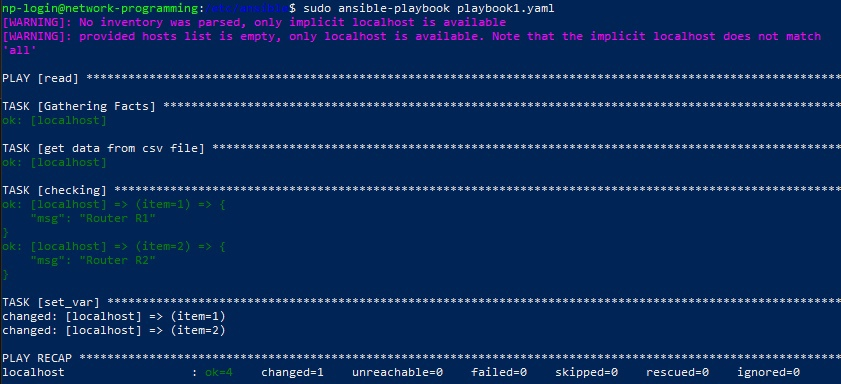 np-login@network-programming:/etc/ansible$ sudo ansible-playbook playbook1.yaml
[WARNING]: No inventory was parsed, only implicit localhost is available
[WARNING]: provided hosts list is empty, only localhost is available. Note that the implicit localhost does not match
'all'
PLAY [read] *************************************************************************************************************
TASK [Gathering Facts] **************************************************************************************************
ok: [localhost]
TASK [get data from csv file] *******************************************************************************************
ok: [localhost]
TASK [checking] *********************************************************************************************************
ok: [localhost] => (item=1) => {
    "msg": "Router R1"
}
ok: [localhost] => (item=2) => {
    "msg": "Router R2"
}
TASK [set_var] **********************************************************************************************************
changed: [localhost] => (item=1)
changed: [localhost] => (item=2)
PLAY RECAP **************************************************************************************************************
localhost                  : ok=4    changed=1    unreachable=0    failed=0    skipped=0    rescued=0    ignored=0